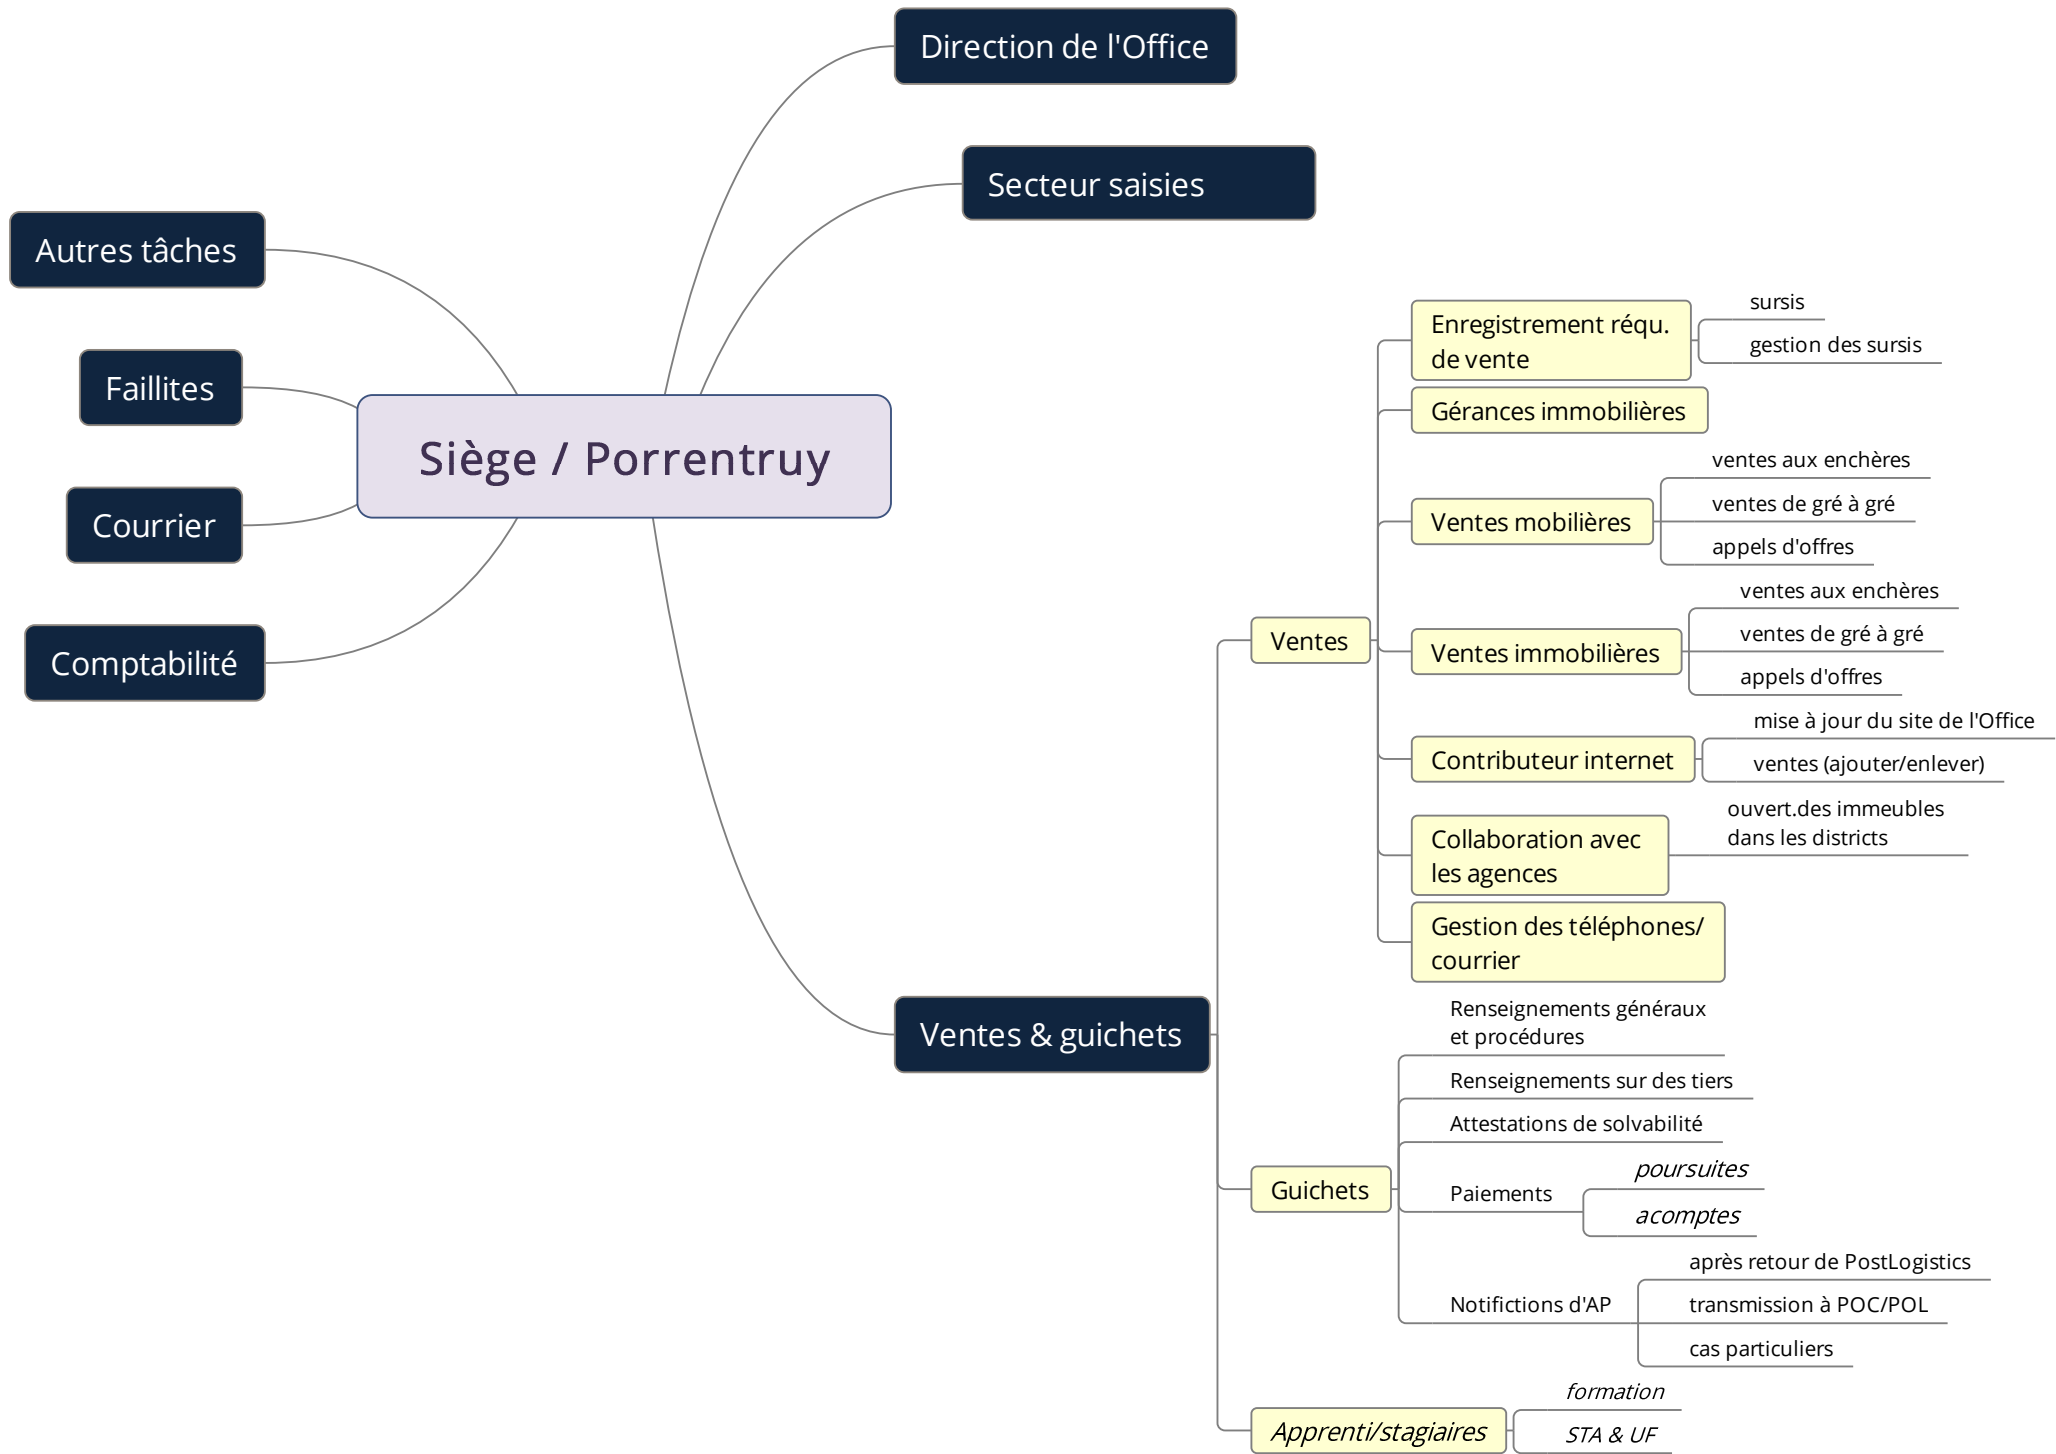 Direction de l'Office
Secteur saisies
Autres tâches
Faillites
Siège / Porrentruy
Courrier
Comptabilité
Ventes & guichets
Ventes
Enregistrement réqu.
de vente
sursis
gestion des sursis
Gérances immobilières
Ventes mobilières
ventes aux enchères
ventes de gré à gré
appels d'offres
Ventes immobilières
ventes aux enchères
ventes de gré à gré
appels d'offres
Contributeur internet
mise à jour du site de l'Office
ventes (ajouter/enlever)
Collaboration avec
les agences
ouvert.des immeubles
dans les districts
Gestion des téléphones/
courrier
Guichets
Renseignements généraux
et procédures
Renseignements sur des tiers
Attestations de solvabilité
Paiements
poursuites
acomptes
Notifictions d'AP
après retour de PostLogistics
transmission à POC/POL
cas particuliers
Apprenti/stagiaires
formation
STA & UF